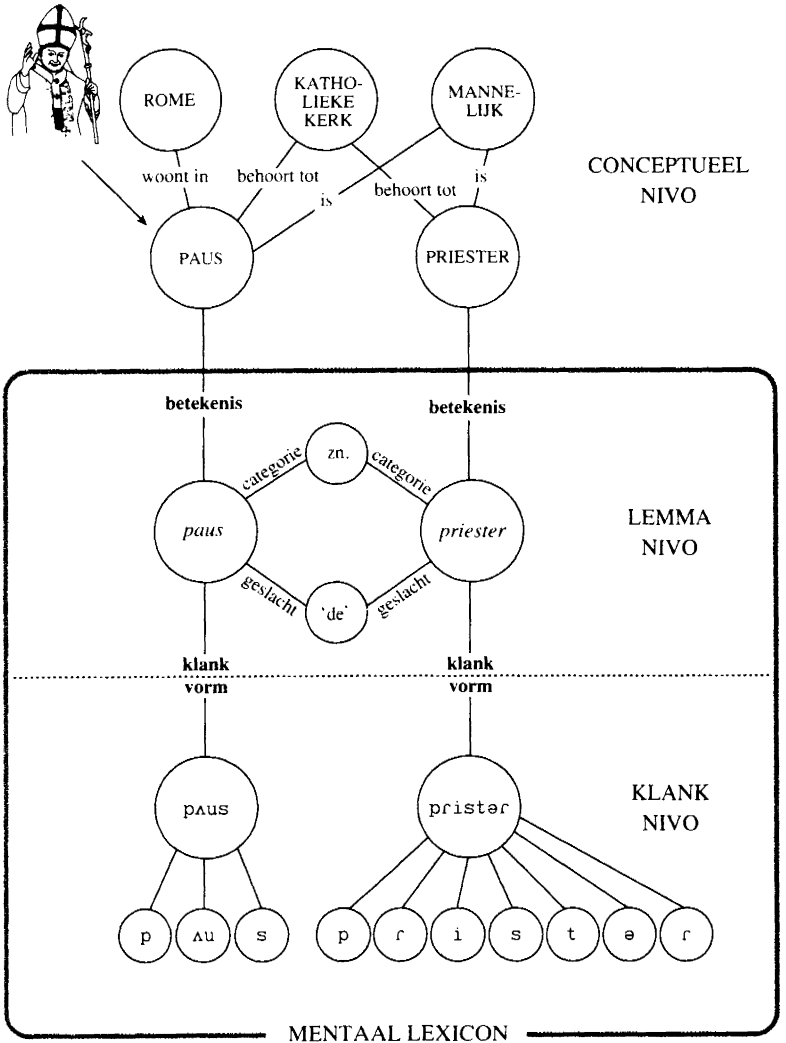 ROME
KATHO-
LIEKE
KERK
MANNE-
LIJK
CONCEPTUEEL
NIVO
woont in
behoort tot
is
behoort tot
is
PAUS
PRIESTER
betekenis
betekenis
categorie
zn.
categorie
paus
priester
LEMMA
NIVO
geslacht
'de'
geslacht
klank
klank
vorm
vorm
pʌus
pɾistəɾ
KLANK
NIVO
p
ʌu
s
p
ɾ
i
s
t
ə
ɾ
MENTAAL LEXICON